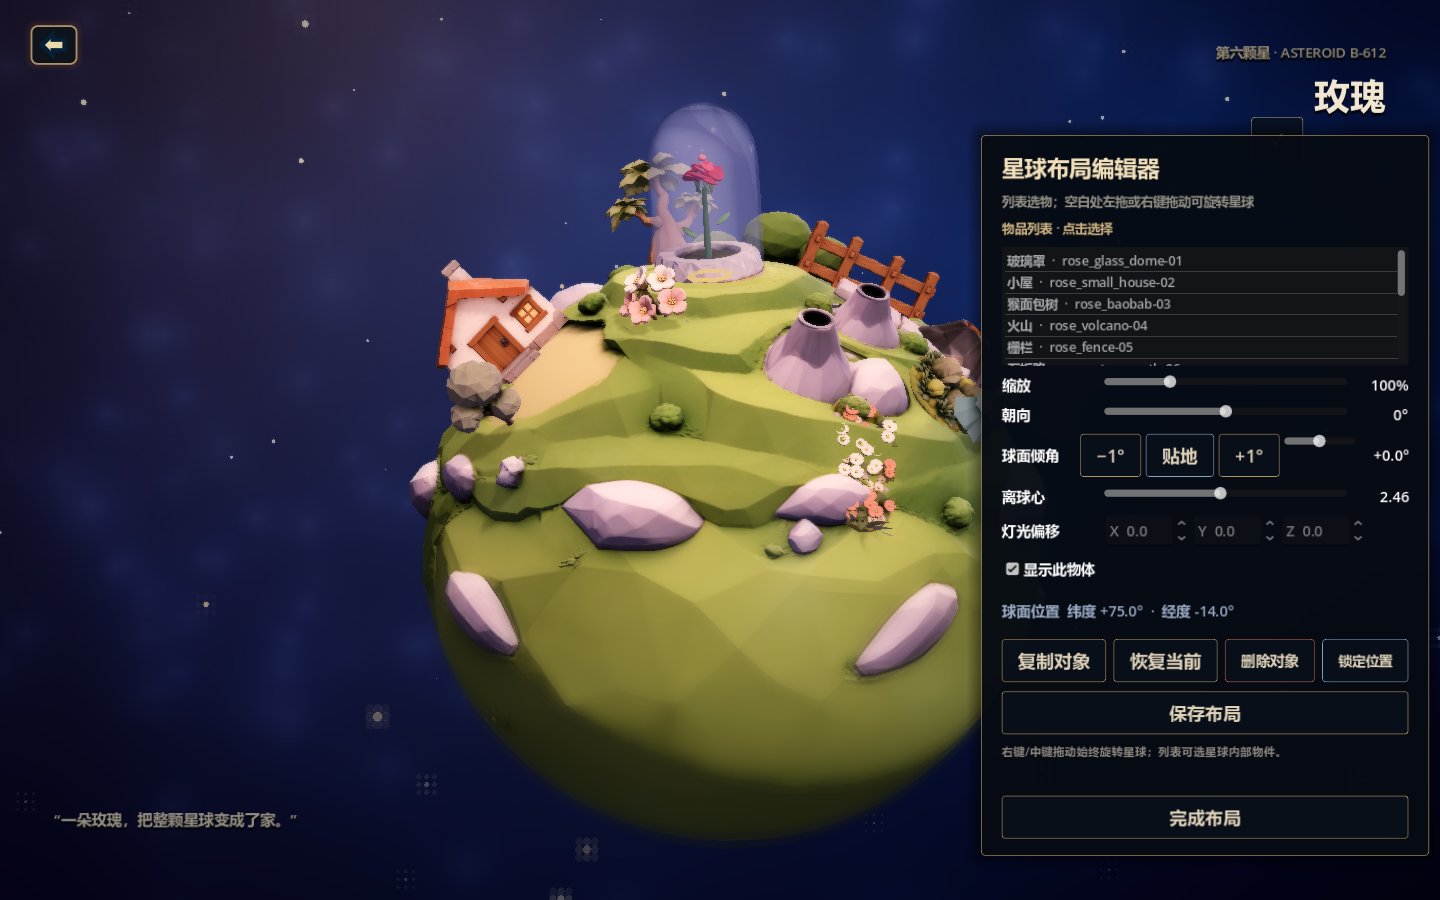 第六颗星 · ASTEROID B-612
玫瑰
星球布局编辑器
列表选物；空白处左拖或右键拖动可旋转星球
物品列表 · 点击选择
玻璃罩 · rose_glass_dome-01
小屋 · rose_small_house-02
猴面包树 · rose_baobab-03
火山 · rose_volcano-04
栅栏 · rose_fence-05
缩放 100%
朝向 0°
球面倾角 −1° 贴地 +1° +0.0°
离球心 2.46
灯光偏移 X 0.0 Y 0.0 Z 0.0
显示此物体
球面位置 纬度 +75.0° · 经度 -14.0°
复制对象 恢复当前 删除对象 锁定位置
保存布局
右键/中键拖动始终旋转星球；列表可选星球内部物件。
完成布局
“一朵玫瑰，把整颗星球变成了家。”